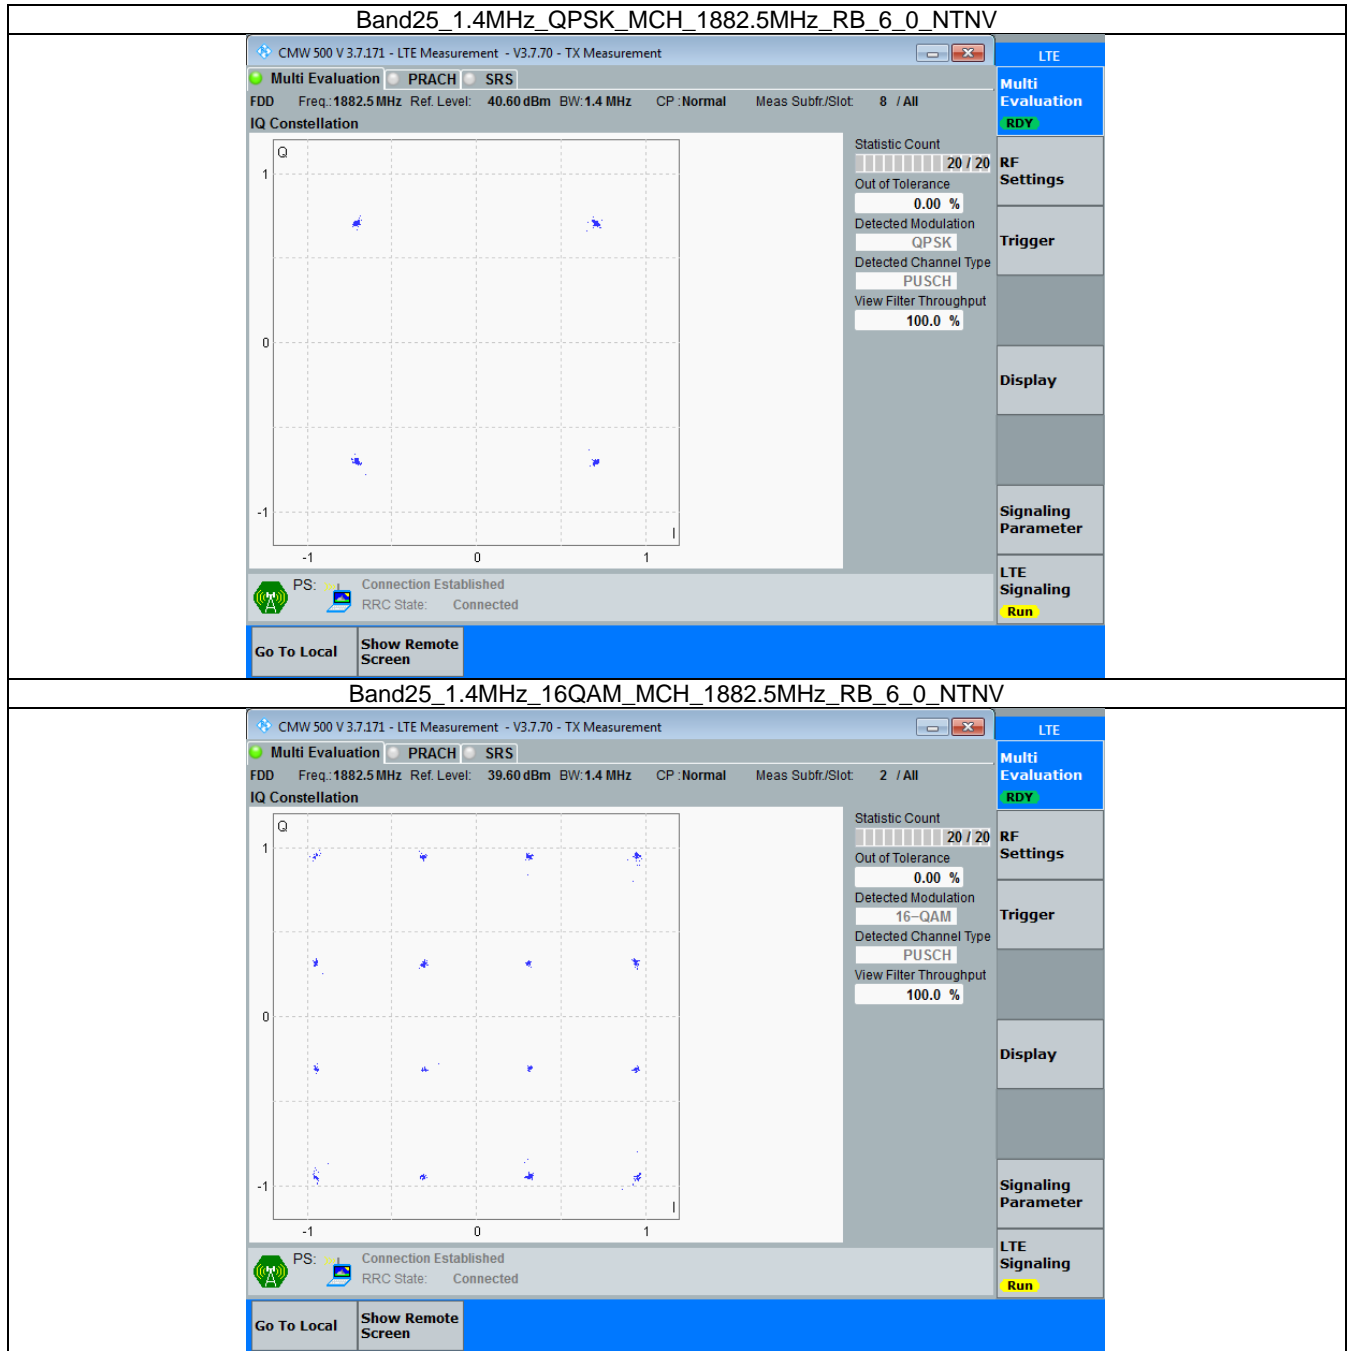 Band25_1.4MHz_QPSK_MCH_1882.5MHz_RB_6_0_NTNV
CMW 500 V 3.7.171 - LTE Measurement - V3.7.70 - TX Measurement
LTE
Multi Evaluation PRACH SRS
Multi
Evaluation
RDY
FDD Freq.:1882.5 MHz Ref. Level: 40.60 dBm BW:1.4 MHz CP :Normal Meas Subfr./Slot: 8 / All
IQ Constellation
Q
1
0
-1
I
-1 0 1
Statistic Count
20 / 20
Out of Tolerance
0.00 %
Detected Modulation
QPSK
Detected Channel Type
PUSCH
View Filter Throughput
100.0 %
RF
Settings
Trigger
Display
Signaling
Parameter
LTE
Signaling
Run
PS: Connection Established
RRC State: Connected
Go To Local
Show Remote
Screen
Band25_1.4MHz_16QAM_MCH_1882.5MHz_RB_6_0_NTNV
CMW 500 V 3.7.171 - LTE Measurement - V3.7.70 - TX Measurement
LTE
Multi Evaluation PRACH SRS
Multi
Evaluation
RDY
FDD Freq.:1882.5 MHz Ref. Level: 39.60 dBm BW:1.4 MHz CP :Normal Meas Subfr./Slot: 2 / All
IQ Constellation
Q
1
0
-1
I
-1 0 1
Statistic Count
20 / 20
Out of Tolerance
0.00 %
Detected Modulation
16-QAM
Detected Channel Type
PUSCH
View Filter Throughput
100.0 %
RF
Settings
Trigger
Display
Signaling
Parameter
LTE
Signaling
Run
PS: Connection Established
RRC State: Connected
Go To Local
Show Remote
Screen